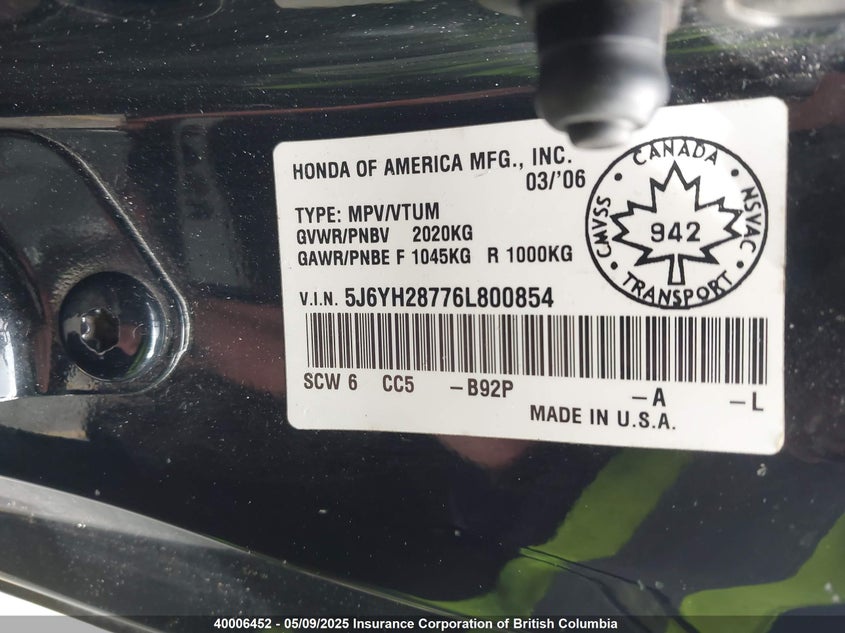 HONDA OF AMERICA MFG., INC.
03/'06
TYPE: MPV/VTUM
GVWR/PNBV 2020KG
GAWR/PNBE F 1045KG R 1000KG
V.I.N. 5J6YH28776L800854
SCW 6 CC5 -B92P -A -L
MADE IN U.S.A.
CANADA
CMVSS 942 NSVAC
TRANSPORT
40006452 - 05/09/2025 Insurance Corporation of British Columbia